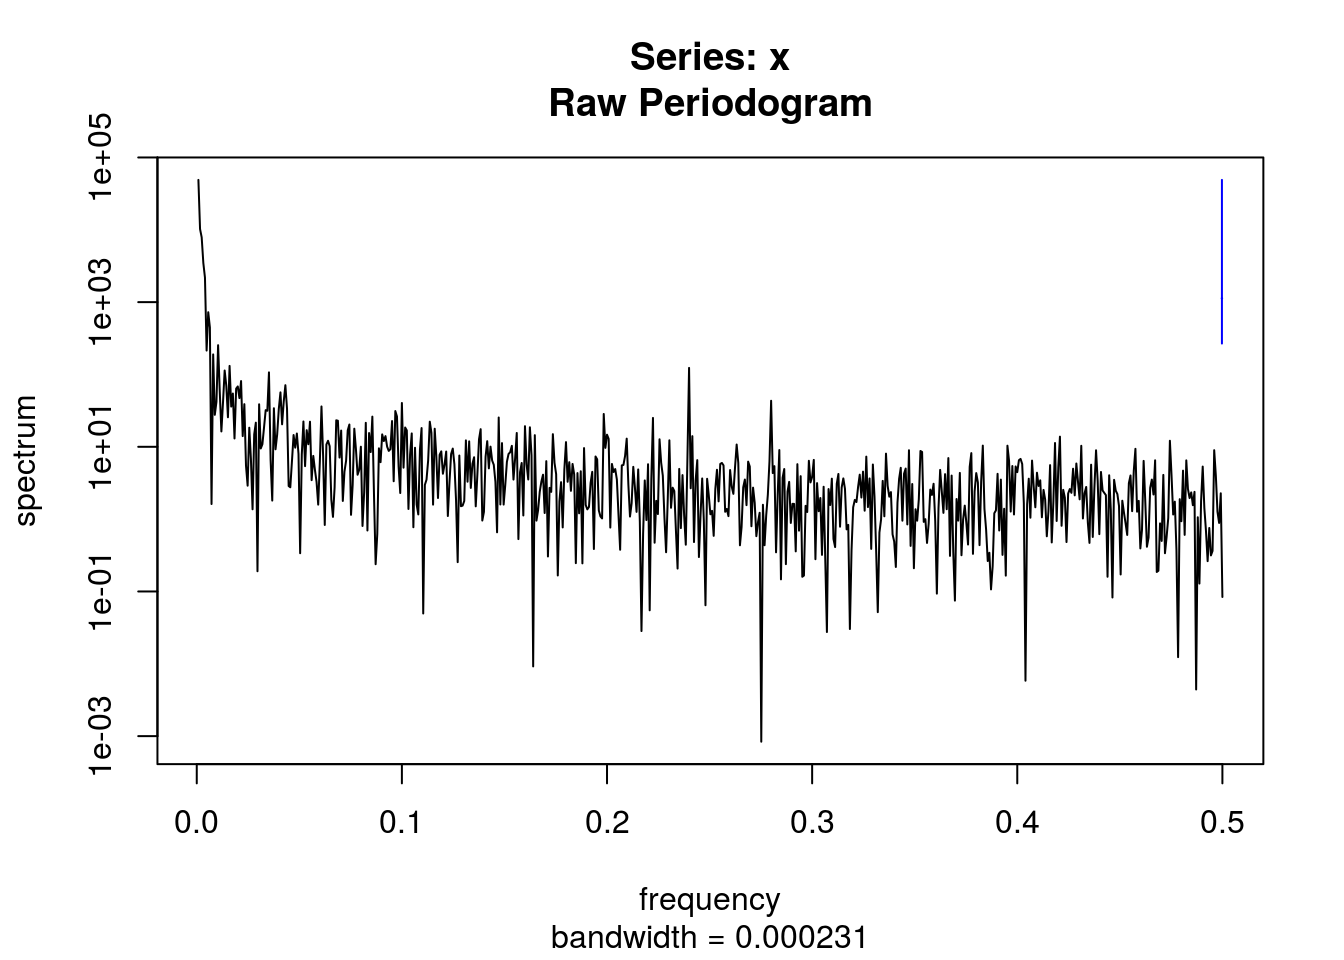 Series: x
Raw Periodogram
spectrum
1e+05
1e+03
1e+01
1e-01
1e-03
0.0 0.1 0.2 0.3 0.4 0.5
frequency
bandwidth = 0.000231